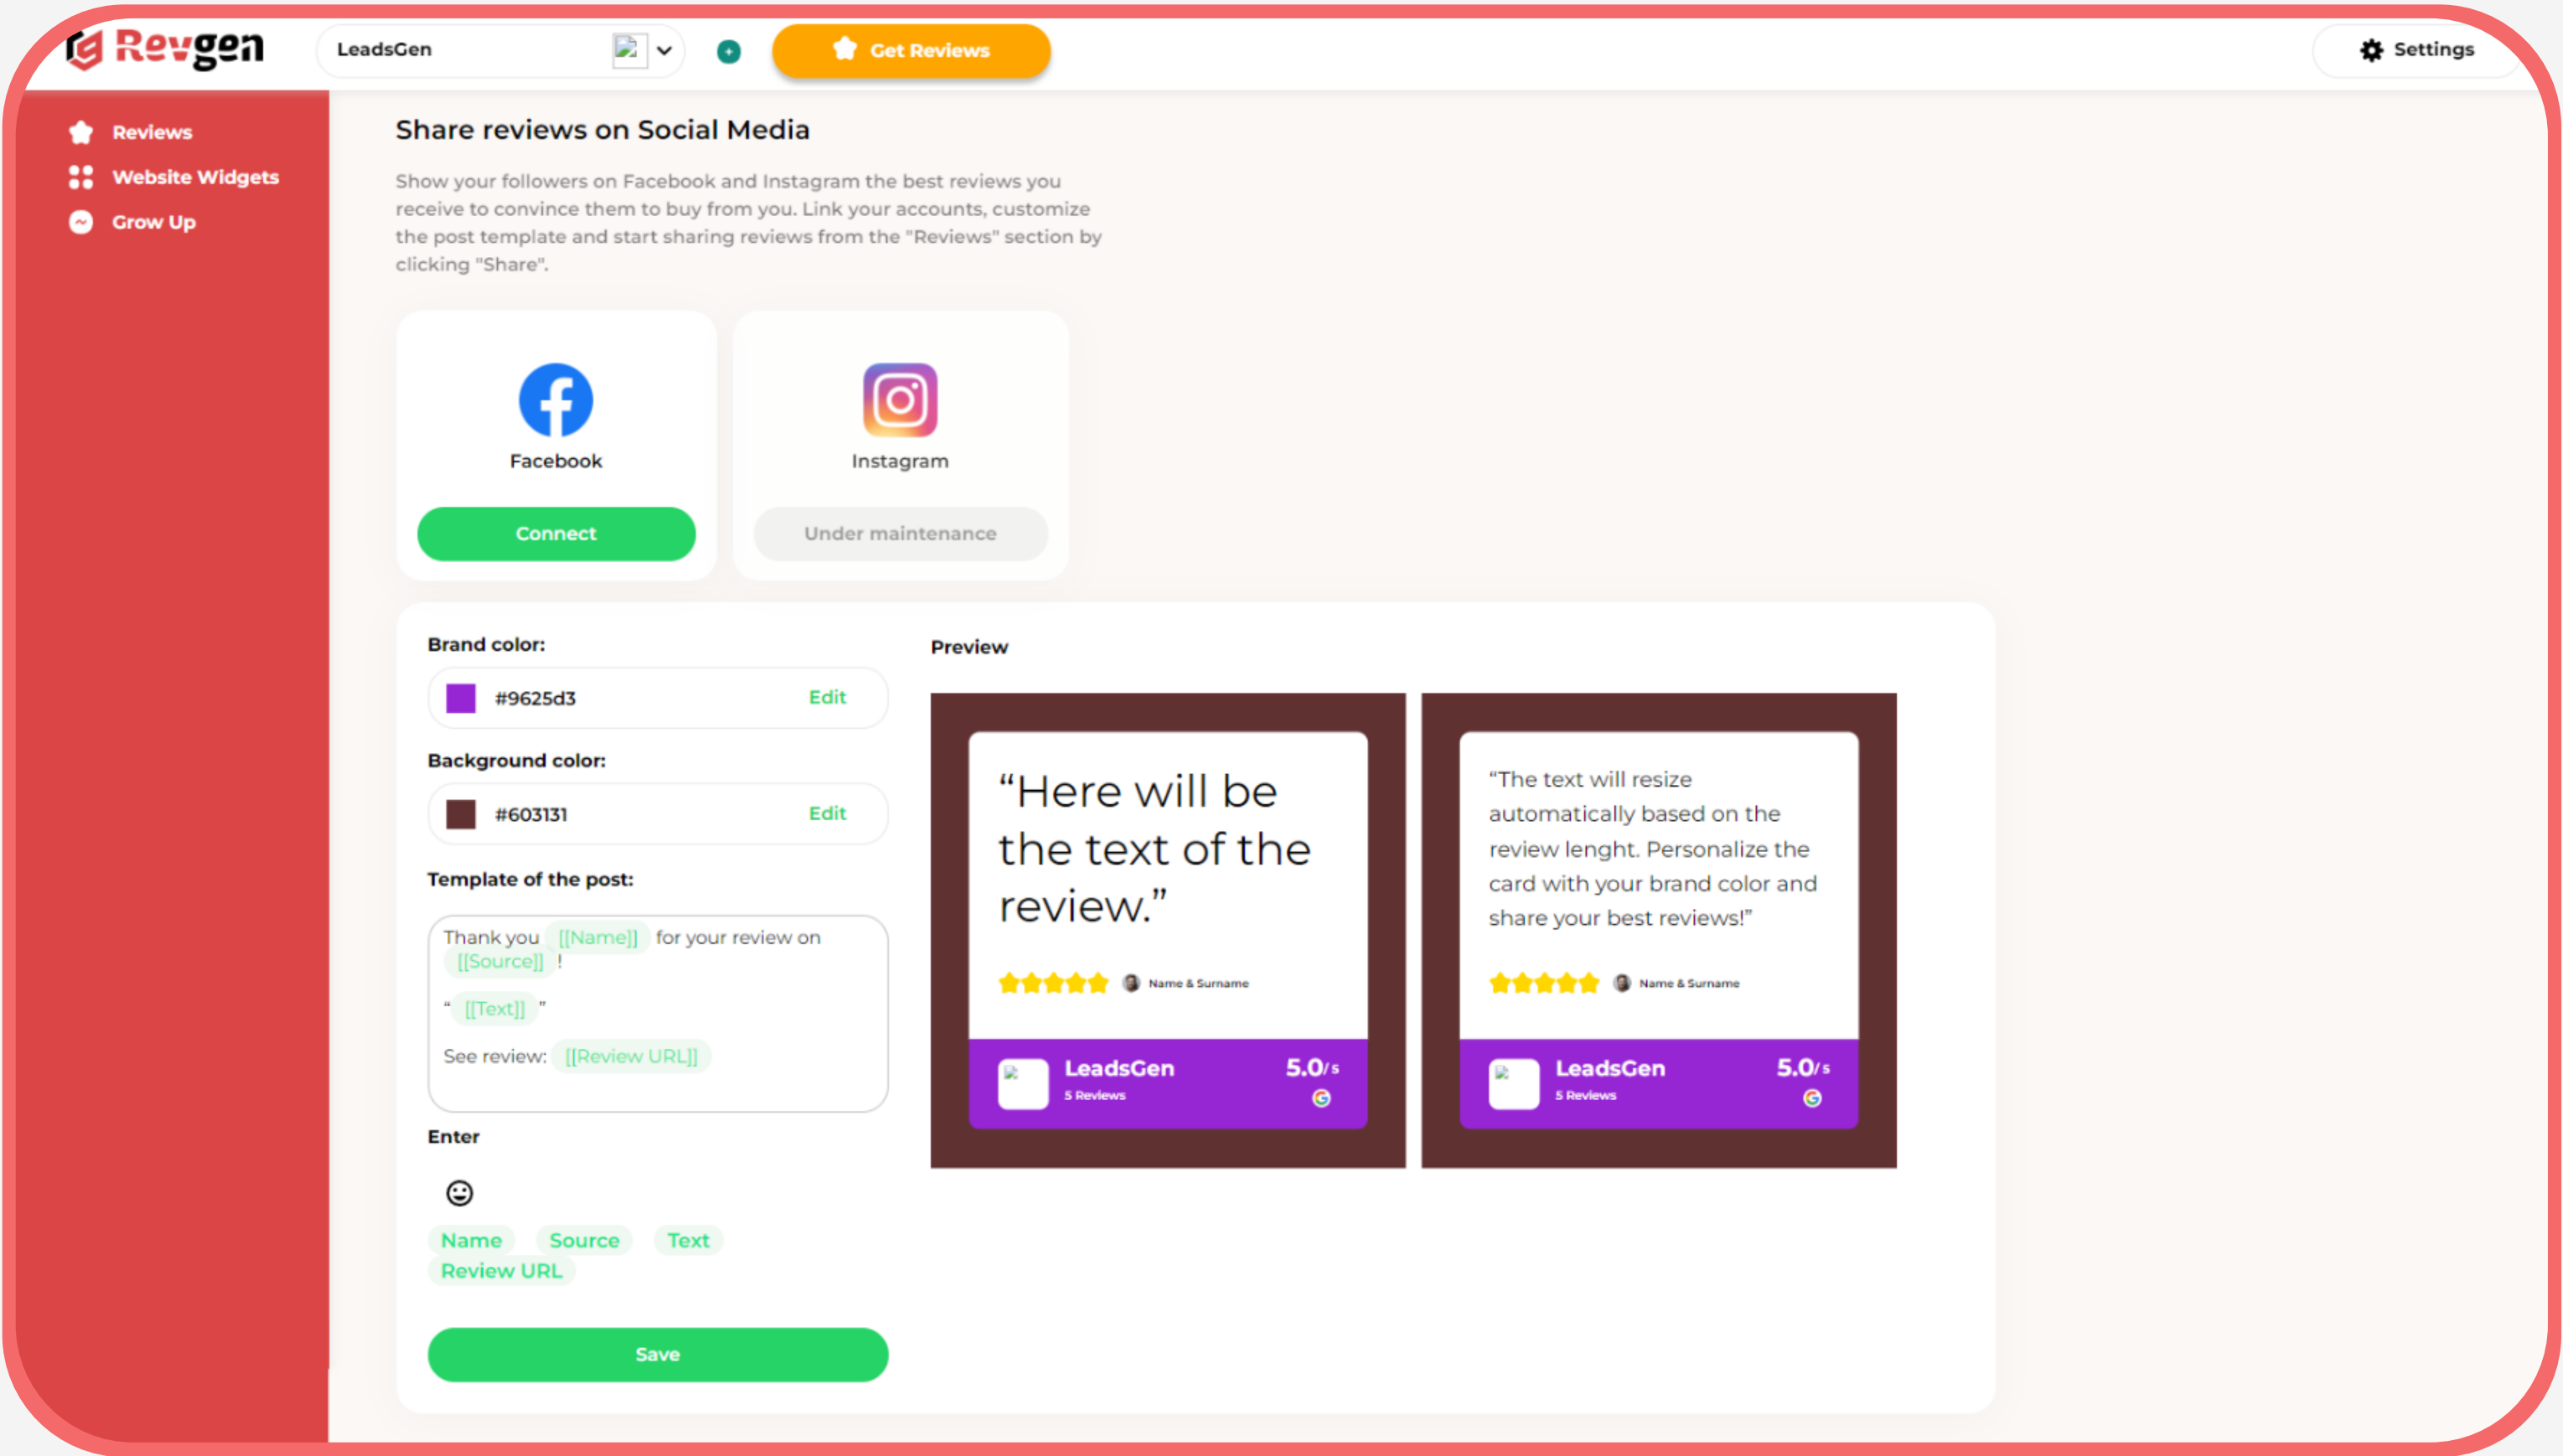 Revgen
LeadsGen
Get Reviews
Settings
Reviews
Website Widgets
Grow Up
Share reviews on Social Media
Show your followers on Facebook and Instagram the best reviews you
receive to convince them to buy from you. Link your accounts, customize
the post template and start sharing reviews from the "Reviews" section by
clicking "Share".
Facebook
Connect
Instagram
Under maintenance
Brand color:
#9625d3
Edit
Background color:
#603131
Edit
Template of the post:
Thank you [[Name]] for your review on
[[Source]] !
“ [[Text]] ”
See review: [[Review URL]]
Enter
Name Source Text
Review URL
Save
Preview
“Here will be
the text of the
review.”
Name & Surname
LeadsGen
5 Reviews
5.0/ 5
“The text will resize
automatically based on the
review lenght. Personalize the
card with your brand color and
share your best reviews!”
Name & Surname
LeadsGen
5 Reviews
5.0/ 5